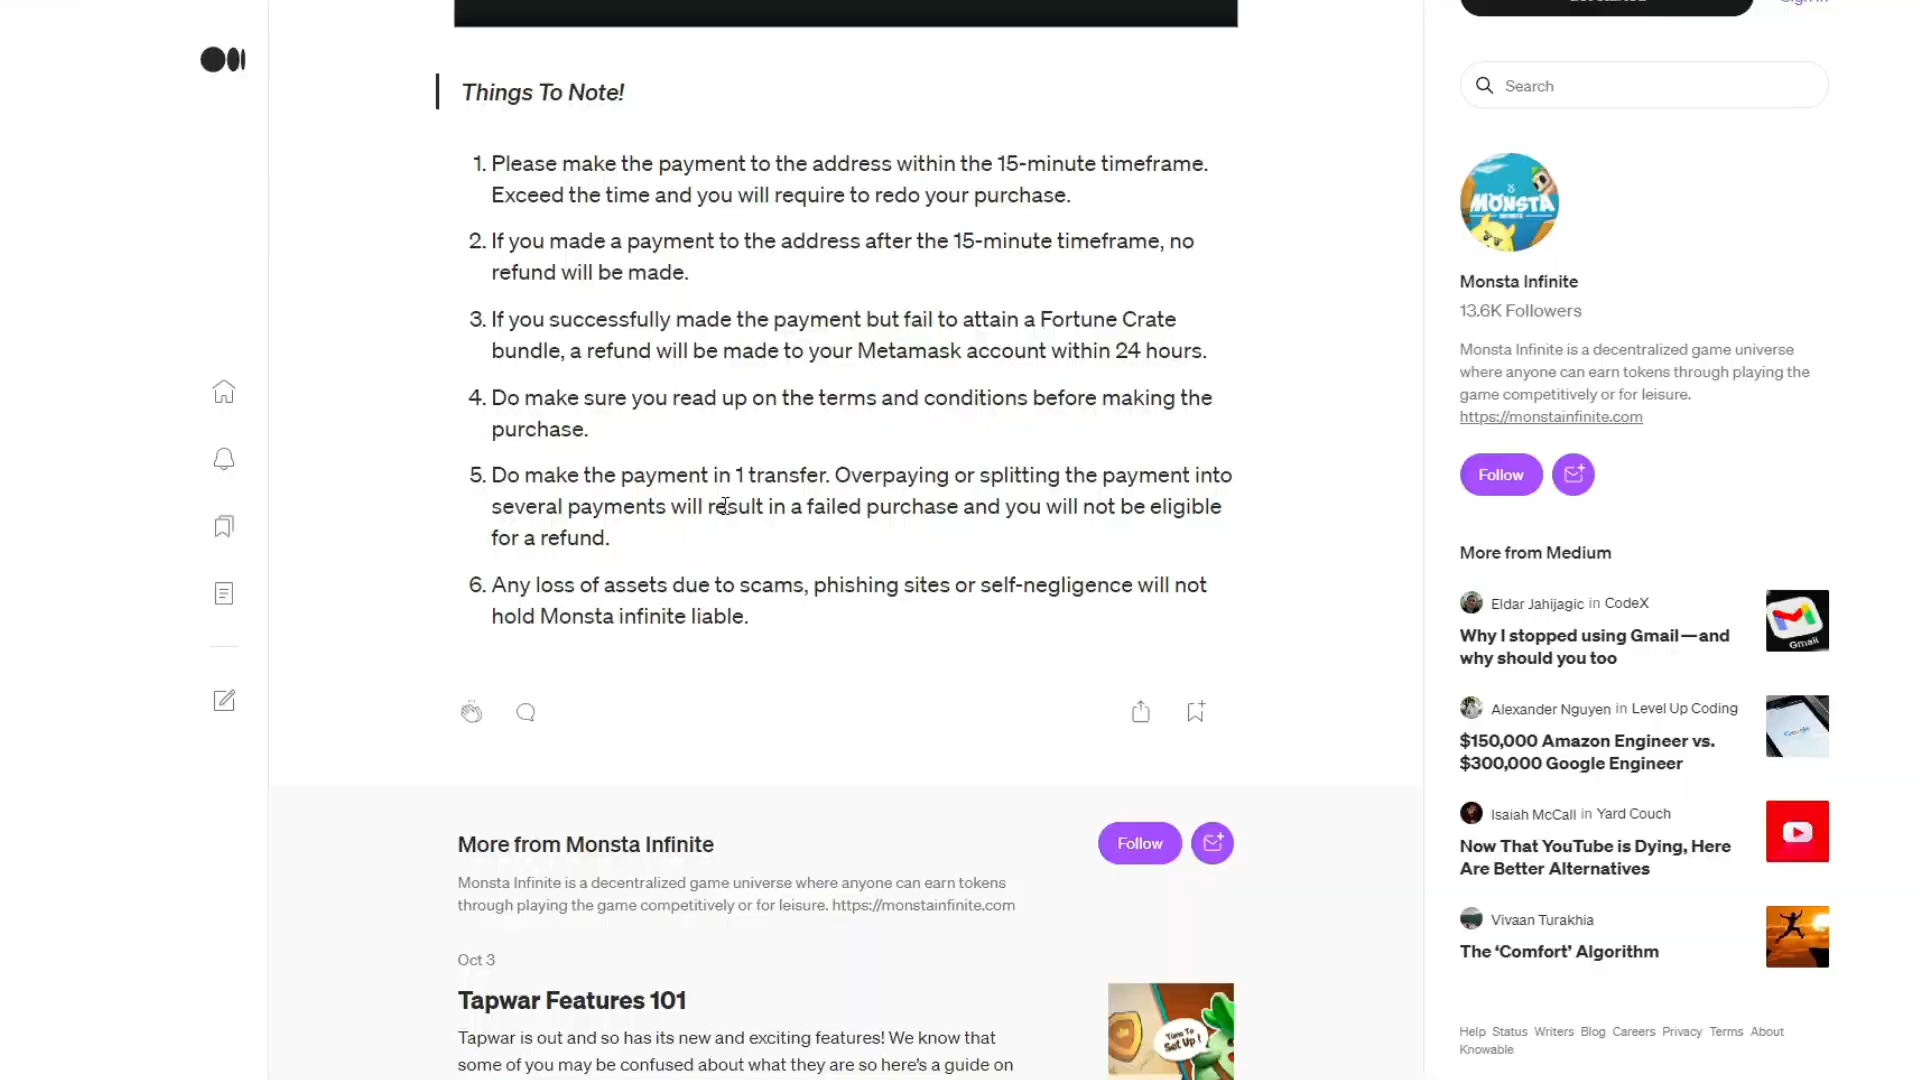 Sign In
Things To Note!
Search
1. Please make the payment to the address within the 15-minute timeframe.
Exceed the time and you will require to redo your purchase.
2. If you made a payment to the address after the 15-minute timeframe, no
refund will be made.
3. If you successfully made the payment but fail to attain a Fortune Crate
bundle, a refund will be made to your Metamask account within 24 hours.
4. Do make sure you read up on the terms and conditions before making the
purchase.
5. Do make the payment in 1 transfer. Overpaying or splitting the payment into
several payments will result in a failed purchase and you will not be eligible
for a refund.
6. Any loss of assets due to scams, phishing sites or self-negligence will not
hold Monsta infinite liable.
More from Monsta Infinite
Follow
Monsta Infinite is a decentralized game universe where anyone can earn tokens
through playing the game competitively or for leisure. https://monstainfinite.com
Oct 3
Tapwar Features 101
Tapwar is out and so has its new and exciting features! We know that
some of you may be confused about what they are so here's a guide on
Time To
Set Up!
MONSTA
INFINITE
Monsta Infinite
13.6K Followers
Monsta Infinite is a decentralized game universe
where anyone can earn tokens through playing the
game competitively or for leisure.
https://monstainfinite.com
Follow
More from Medium
Eldar Jahijagic in CodeX
Why I stopped using Gmail—and
why should you too
Gmail
Alexander Nguyen in Level Up Coding
$150,000 Amazon Engineer vs.
$300,000 Google Engineer
Google
Isaiah McCall in Yard Couch
Now That YouTube is Dying, Here
Are Better Alternatives
Vivaan Turakhia
The ‘Comfort’ Algorithm
Help Status Writers Blog Careers Privacy Terms About
Knowable